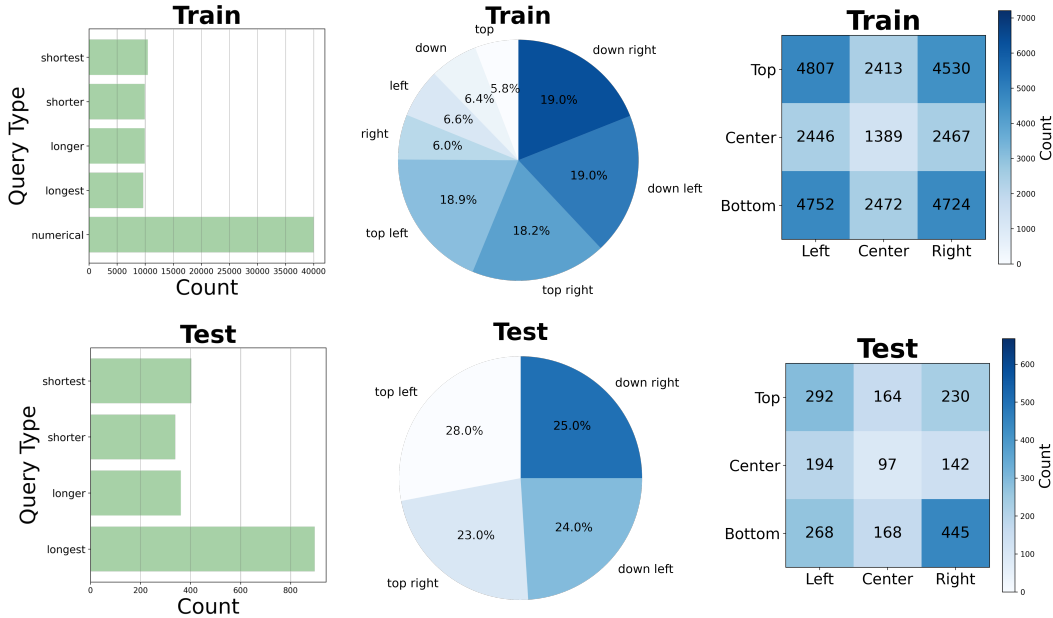 Train
Query Type
shortest
shorter
longer
longest
numerical
0 5000 10000 15000 20000 25000 30000 35000 40000
Count
Train
top
down
left
right
top left
top right
down left
down right
5.8%
6.4%
6.6%
6.0%
18.9%
18.2%
19.0%
19.0%
Train
Top 4807 2413 4530
Center 2446 1389 2467
Bottom 4752 2472 4724
Left Center Right
7000
6000
5000
4000
3000
2000
1000
0
Count
Test
Query Type
shortest
shorter
longer
longest
0 200 400 600 800
Count
Test
top left
down right
28.0%
25.0%
23.0%
24.0%
top right
down left
Test
Top 292 164 230
Center 194 97 142
Bottom 268 168 445
Left Center Right
600
500
400
300
200
100
0
Count